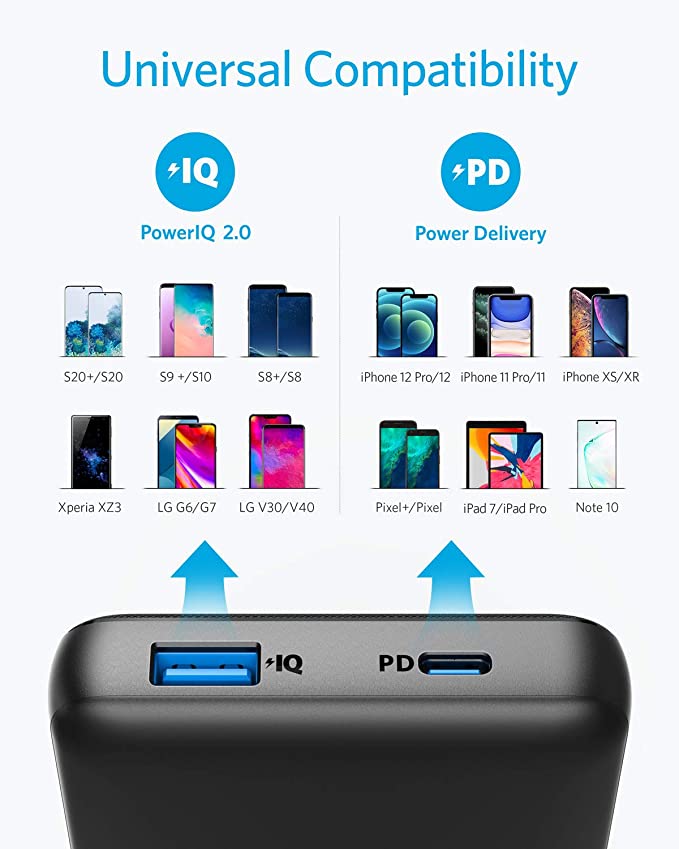 Universal Compatibility
IQ
PD
PowerIQ 2.0
Power Delivery
S20+/S20
S9 +/S10
S8+/S8
iPhone 12 Pro/12
iPhone 11 Pro/11
iPhone XS/XR
Xperia XZ3
LG G6/G7
LG V30/V40
Pixel+/Pixel
iPad 7/iPad Pro
Note 10
IQ
PD